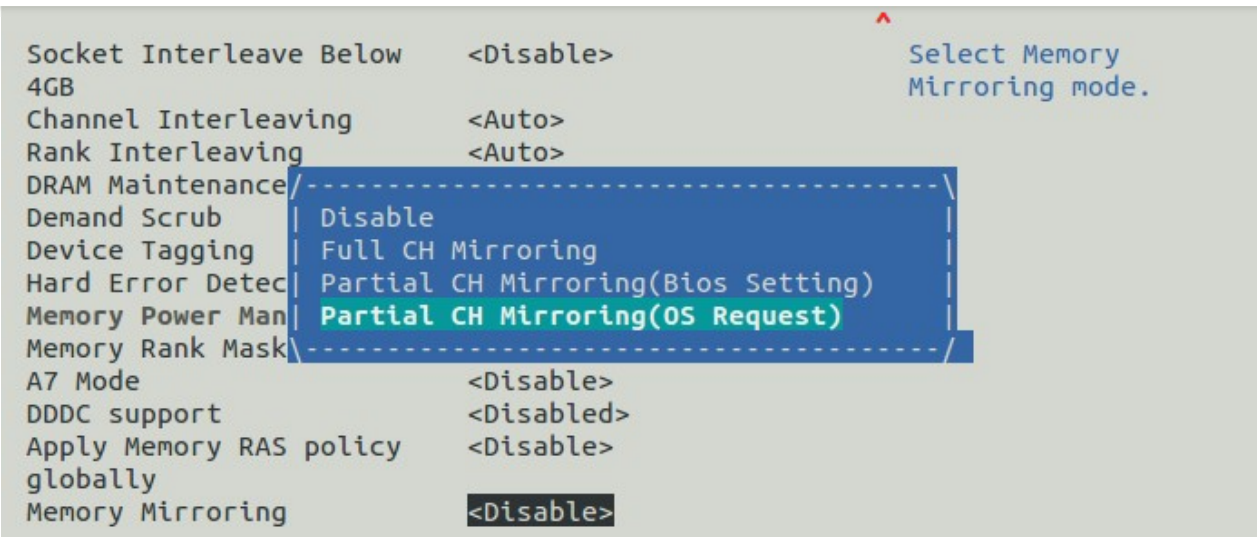 ^
Socket Interleave Below <Disable> Select Memory
4GB Mirroring mode.
Channel Interleaving <Auto>
Rank Interleaving <Auto>
DRAM Maintenance/----------------------------------------\
Demand Scrub | Disable |
Device Tagging | Full CH Mirroring |
Hard Error Detec| Partial CH Mirroring(Bios Setting) |
Memory Power Man| Partial CH Mirroring(OS Request) |
Memory Rank Mask\----------------------------------------/
A7 Mode <Disable>
DDDC support <Disabled>
Apply Memory RAS policy <Disable>
globally
Memory Mirroring <Disable>